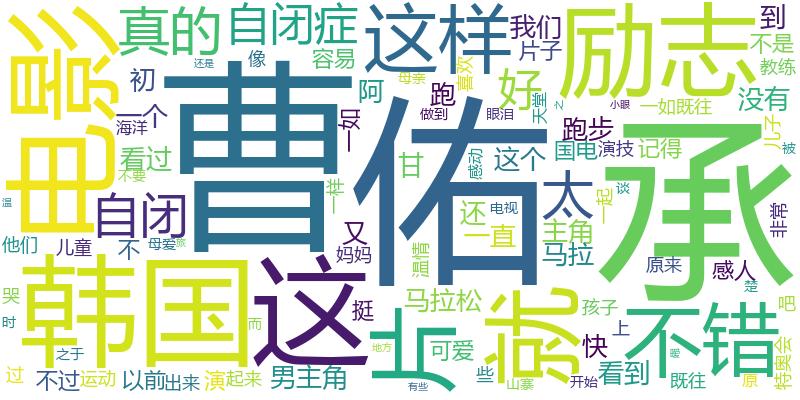 电影
真的
自闭症
这样
励志
我们
片子
到
不是
教练
还是
像
容易
母亲
喜欢
曹
佑
承
初
阿
跑
好
天堂
一如既往
没有
一个
一如
做到
眼泪
之
小眼
海洋
看过
甘
这个
跑步
国电
演技
记得
儿子
被
不要
一样
感动
自闭
还
太
电视
一起
谈
非常
温
他们
儿童
不
母爱
旅
又
妈妈
温情
一直
主角
马拉
原来
感人
楚
韩国
这
挺
片
马拉松
就
孩子
上
不错
吧
哭
时
之于
而
地方
可爱
快
看到
暧
特奥会
过
不过
运动
以前
出来
演
起来
男主角
有些
些
山寨
开始
既往
原